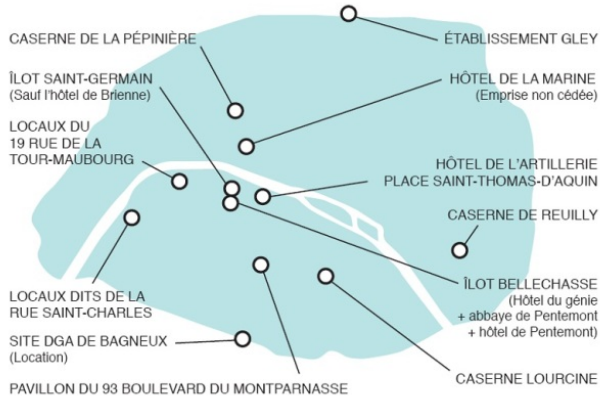 CASERNE DE LA PÉPINIÈRE
ÉTABLISSEMENT GLEY
ÎLOT SAINT-GERMAIN
(Sauf l'hôtel de Brienne)
HÔTEL DE LA MARINE
(Emprise non cédée)
LOCAUX DU
19 RUE DE LA
TOUR-MAUBOURG
HÔTEL DE L'ARTILLERIE
PLACE SAINT-THOMAS-D'AQUIN
CASERNE DE REUILLY
LOCAUX DITS DE LA
RUE SAINT-CHARLES
ÎLOT BELLECHASSE
(Hôtel du génie
+ abbaye de Pentemont
+ hôtel de Pentemont)
SITE DGA DE BAGNEUX
(Location)
CASERNE LOURCINE
PAVILLON DU 93 BOULEVARD DU MONTPARNASSE